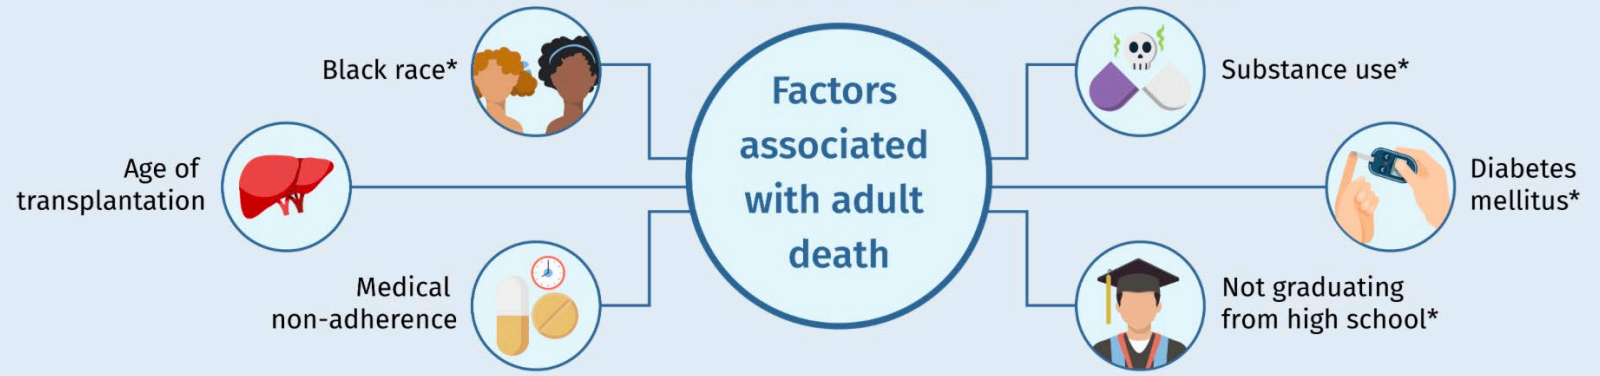 Black race*
Age of
transplantation
Medical
non-adherence
Factors
associated
with adult
death
Substance use*
Diabetes
mellitus*
Not graduating
from high school*